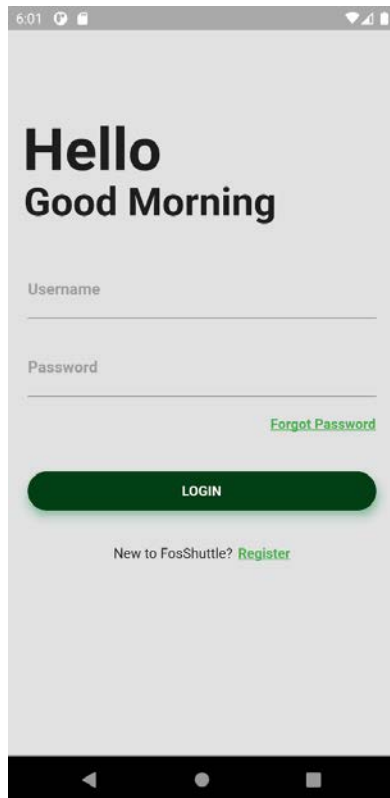 6:01
Hello
Good Morning
Username
Password
Forgot Password
LOGIN
New to FosShuttle? Register